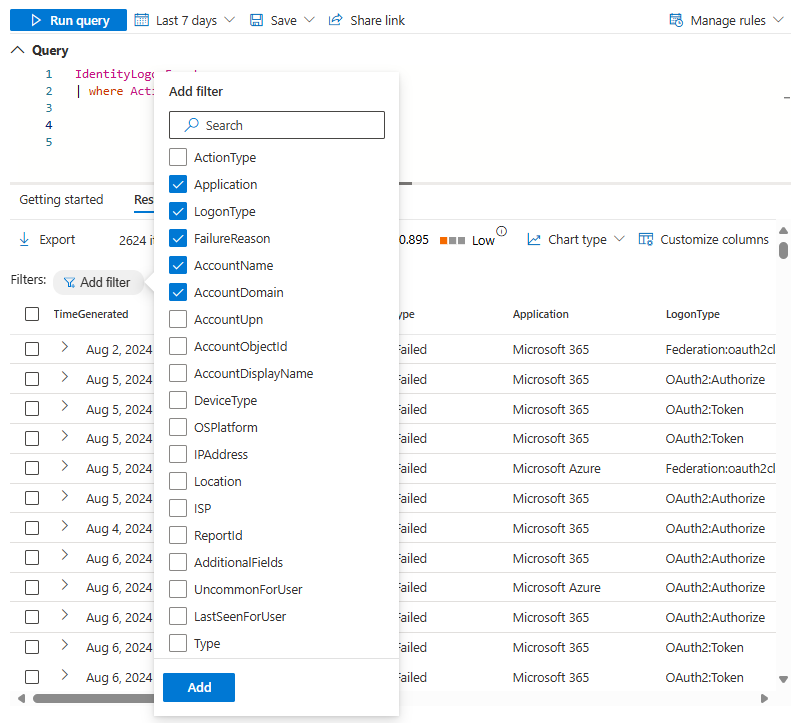 Run query Last 7 days Save Share link Manage rules
Query
1 IdentityLogo
2 | where Acti
3
4
5
Add filter
Search
ActionType
Application
LogonType
FailureReason
AccountName
AccountDomain
AccountUpn
AccountObjectId
AccountDisplayName
DeviceType
OSPlatform
IPAddress
Location
ISP
ReportId
AdditionalFields
UncommonForUser
LastSeenForUser
Type
Add
Getting started Res
Export 2624 0.895 Low Chart type Customize columns
Filters: Add filter
TimeGenerated ype Application LogonType
Aug 2, 2024 Failed Microsoft 365 Federation:oauth2cl
Aug 5, 2024 Failed Microsoft 365 OAuth2:Authorize
Aug 5, 2024 Failed Microsoft 365 OAuth2:Token
Aug 5, 2024 Failed Microsoft 365 OAuth2:Token
Aug 5, 2024 Failed Microsoft Azure Federation:oauth2cl
Aug 5, 2024 Failed Microsoft 365 OAuth2:Authorize
Aug 4, 2024 Failed Microsoft 365 OAuth2:Authorize
Aug 6, 2024 Failed Microsoft 365 OAuth2:Authorize
Aug 6, 2024 Failed Microsoft Azure OAuth2:Authorize
Aug 6, 2024 Failed Microsoft 365 OAuth2:Authorize
Aug 6, 2024 Failed Microsoft 365 OAuth2:Token
Aug 6, 2024 Failed Microsoft 365 OAuth2:Token